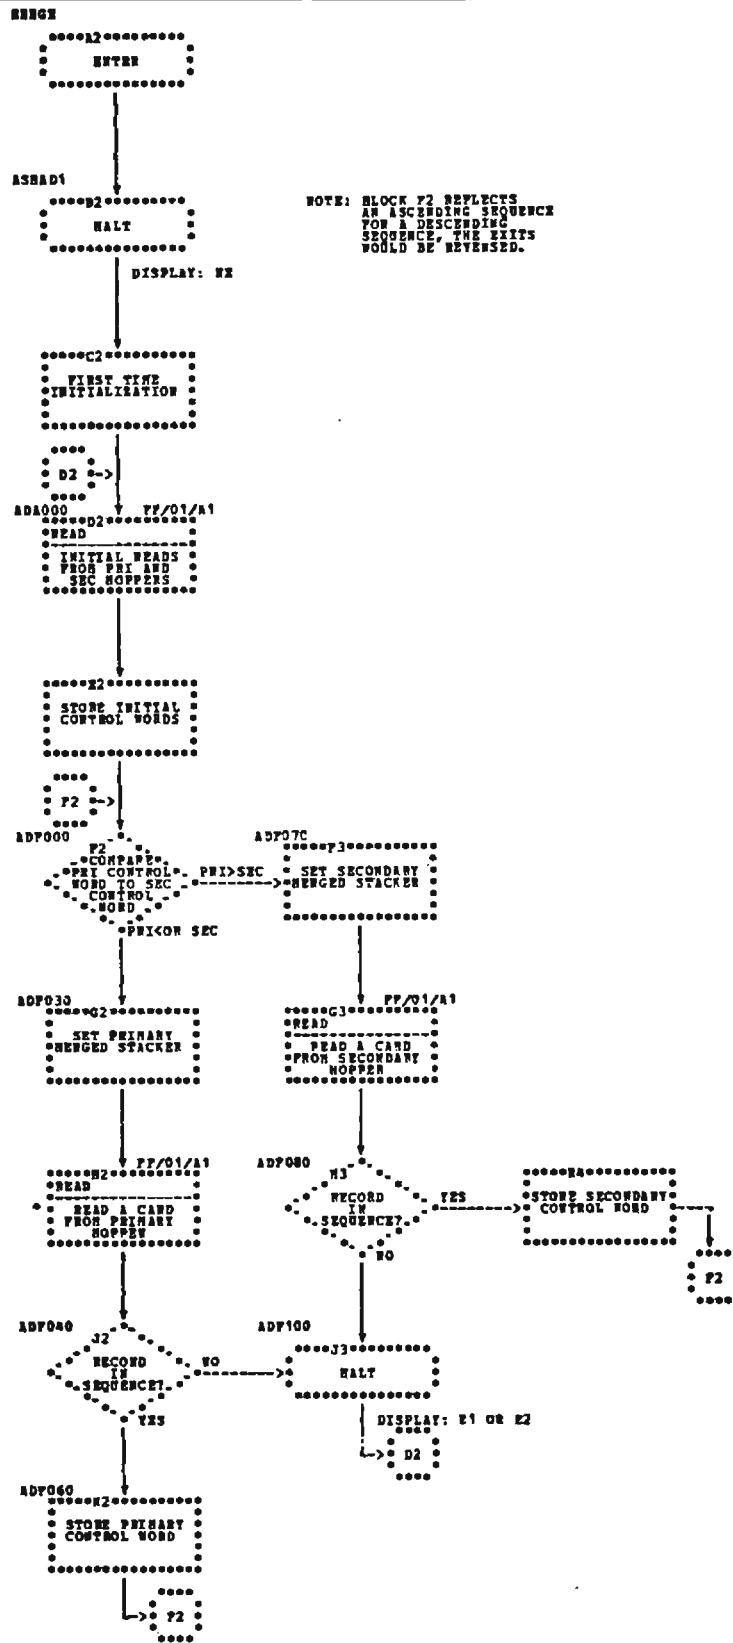 MERGE
A2
ENTER
ASHAD1
B2
HALT
NOTE: BLOCK F2 REFLECTS
AN ASCENDING SEQUENCE
FOR A DESCENDING
SEQUENCE, THE EXITS
WOULD BE REVERSED.
DISPLAY:
C2
FIRST TIME
INITIALIZATION
D2
ADA000 FF/01/A1
D2
READ
INITIAL READS
FROM PRI AND
SEC HOPPERS
E2
STORE INITIAL
CONTROL WORDS
F2
ADF000
F2
COMPARE
PRI CONTROL
WORD TO SEC
CONTROL
WORD
PRI>SEC
PRI<OR SEC
ADF070
F3
SET SECONDARY
MERGED STACKER
ADF030
G2
SET PRIMARY
MERGED STACKER
FF/01/A1
G3
READ
READ A CARD
FROM SECONDARY
HOPPER
FF/01/A1
H2
READ
READ A CARD
FROM PRIMARY
HOPPER
ADF080
H3
RECORD
IN
SEQUENCE?
YES
NO
H4
STORE SECONDARY
CONTROL WORD
F2
ADF040
J2
RECORD
IN
SEQUENCE?
NO
YES
ADF100
J3
HALT
DISPLAY: E1 OR E2
D2
ADF060
K2
STORE PRIMARY
CONTROL WORD
F2